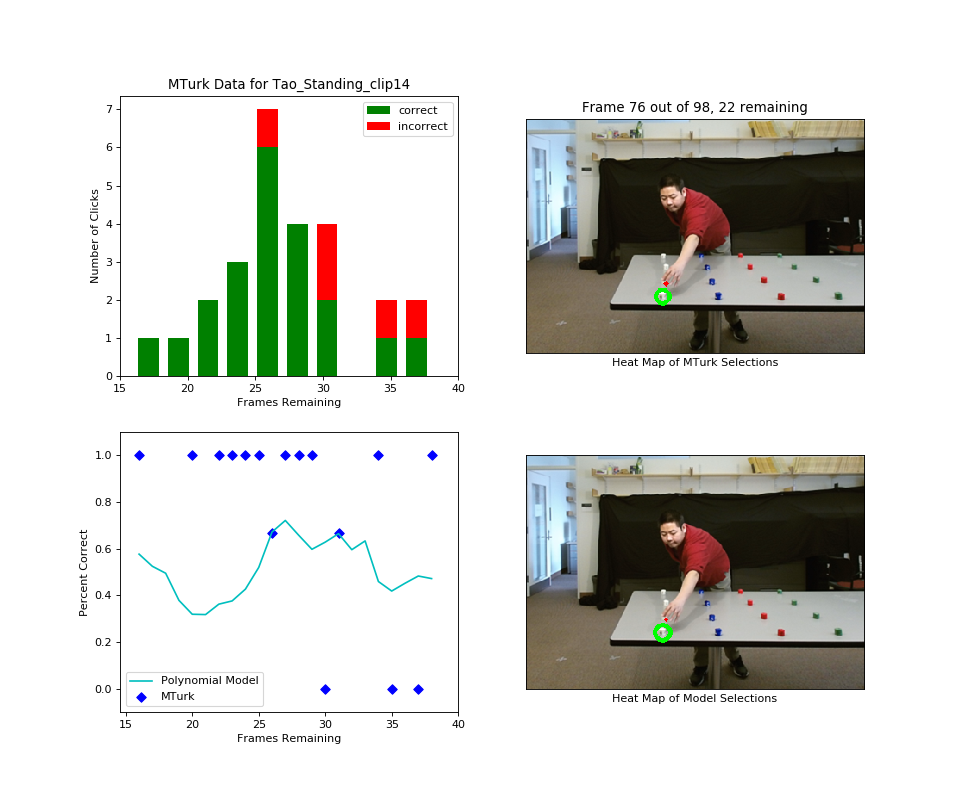 MTurk Data for Tao_Standing_clip14
7
6
5
4
3
2
1
0
Number of Clicks
correct
incorrect
15 20 25 30 35 40
Frames Remaining
Frame 76 out of 98, 22 remaining
Heat Map of MTurk Selections
1.0
0.8
0.6
0.4
0.2
0.0
Percent Correct
Polynomial Model
MTurk
15 20 25 30 35 40
Frames Remaining
Heat Map of Model Selections